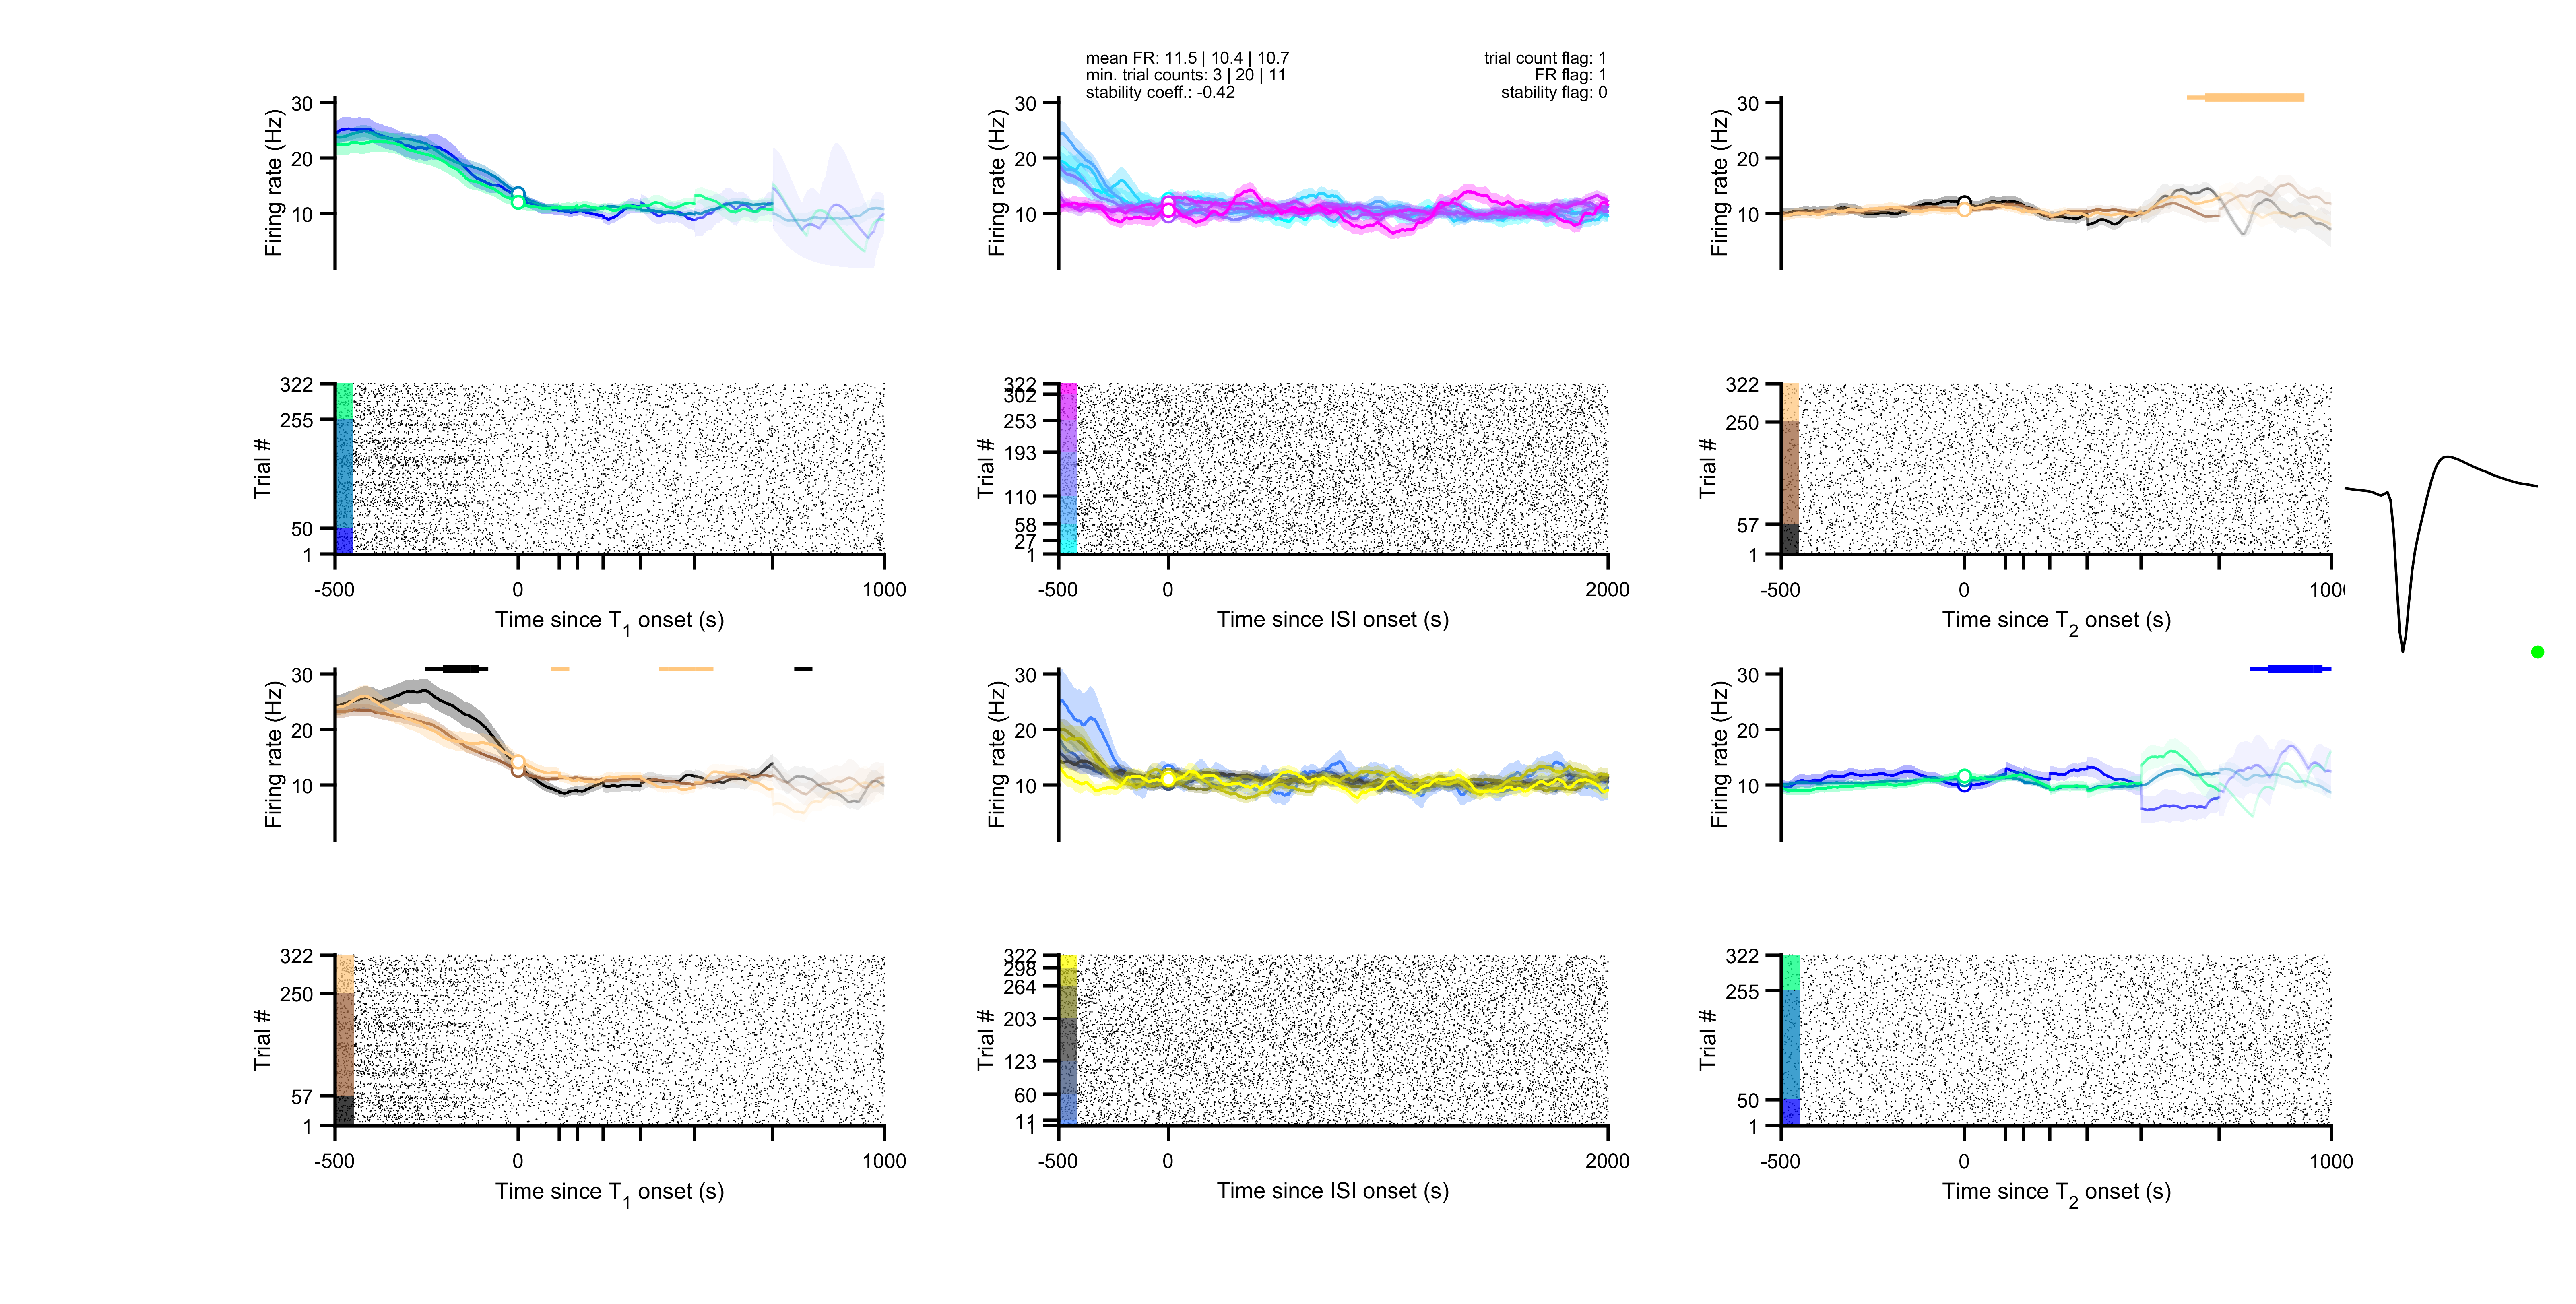 mean FR: 11.5 | 10.4 | 10.7
min. trial counts: 3 | 20 | 11
stability coeff.: -0.42
trial count flag: 1
FR flag: 1
stability flag: 0
Firing rate (Hz)
30
20
10
Firing rate (Hz)
30
20
10
Firing rate (Hz)
30
20
10
Trial #
322
255
50
1
-500
0
1000
Time since T1 onset (s)
Trial #
322
302
253
193
110
58
27
1
-500
0
2000
Time since ISI onset (s)
Trial #
322
250
57
1
-500
0
100
Time since T2 onset (s)
Firing rate (Hz)
30
20
10
Firing rate (Hz)
30
20
10
Firing rate (Hz)
30
20
10
Trial #
322
250
57
1
-500
0
1000
Time since T1 onset (s)
Trial #
322
298
264
203
123
60
11
1
-500
0
2000
Time since ISI onset (s)
Trial #
322
255
50
1
-500
0
1000
Time since T2 onset (s)